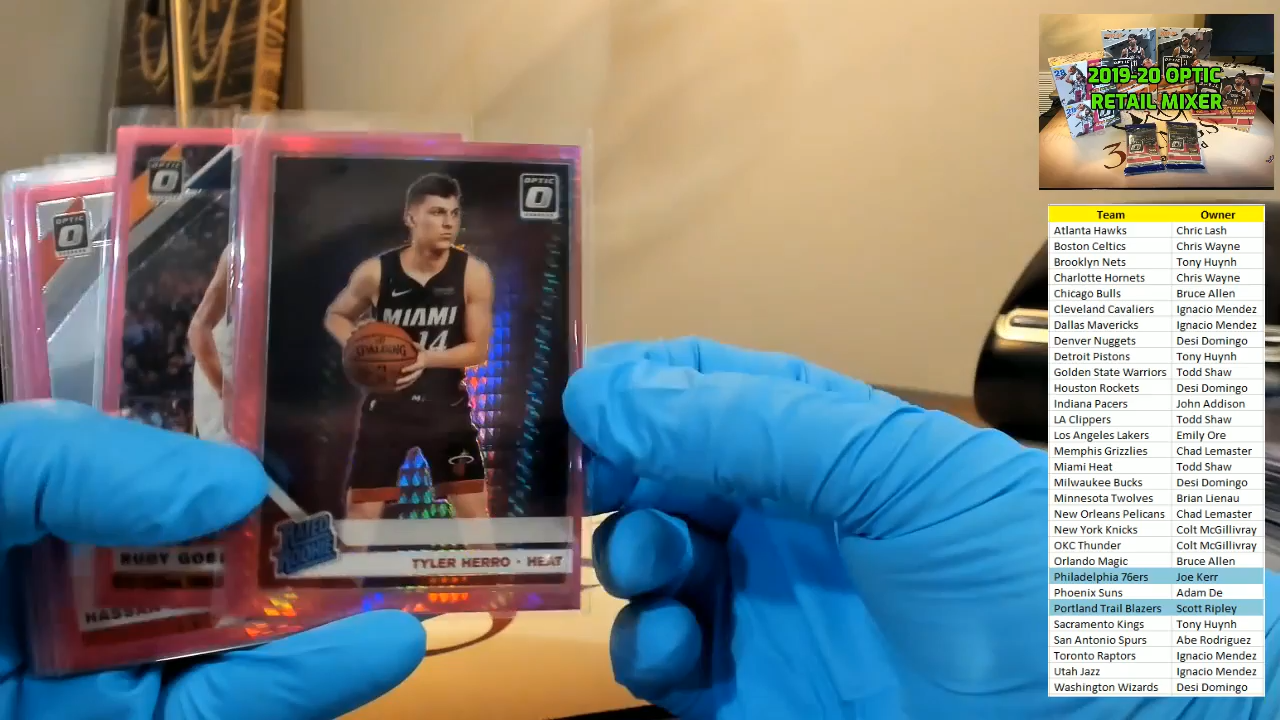 OPTIC
OPTIC
OPTIC
MIAMI
14
SPALDING
RATED
ROOKIE
TYLER HERRO • HEAT
RUDY GOB
HASSAN
2019-20 OPTIC
RETAIL MIXER
Team Owner
Atlanta Hawks Chric Lash
Boston Celtics Chris Wayne
Brooklyn Nets Tony Huynh
Charlotte Hornets Chris Wayne
Chicago Bulls Bruce Allen
Cleveland Cavaliers Ignacio Mendez
Dallas Mavericks Ignacio Mendez
Denver Nuggets Desi Domingo
Detroit Pistons Tony Huynh
Golden State Warriors Todd Shaw
Houston Rockets Desi Domingo
Indiana Pacers John Addison
LA Clippers Todd Shaw
Los Angeles Lakers Emily Ore
Memphis Grizzlies Chad Lemaster
Miami Heat Todd Shaw
Milwaukee Bucks Desi Domingo
Minnesota Twolves Brian Lienau
New Orleans Pelicans Chad Lemaster
New York Knicks Colt McGillivray
OKC Thunder Colt McGillivray
Orlando Magic Bruce Allen
Philadelphia 76ers Joe Kerr
Phoenix Suns Adam De
Portland Trail Blazers Scott Ripley
Sacramento Kings Tony Huynh
San Antonio Spurs Abe Rodriguez
Toronto Raptors Ignacio Mendez
Utah Jazz Ignacio Mendez
Washington Wizards Desi Domingo